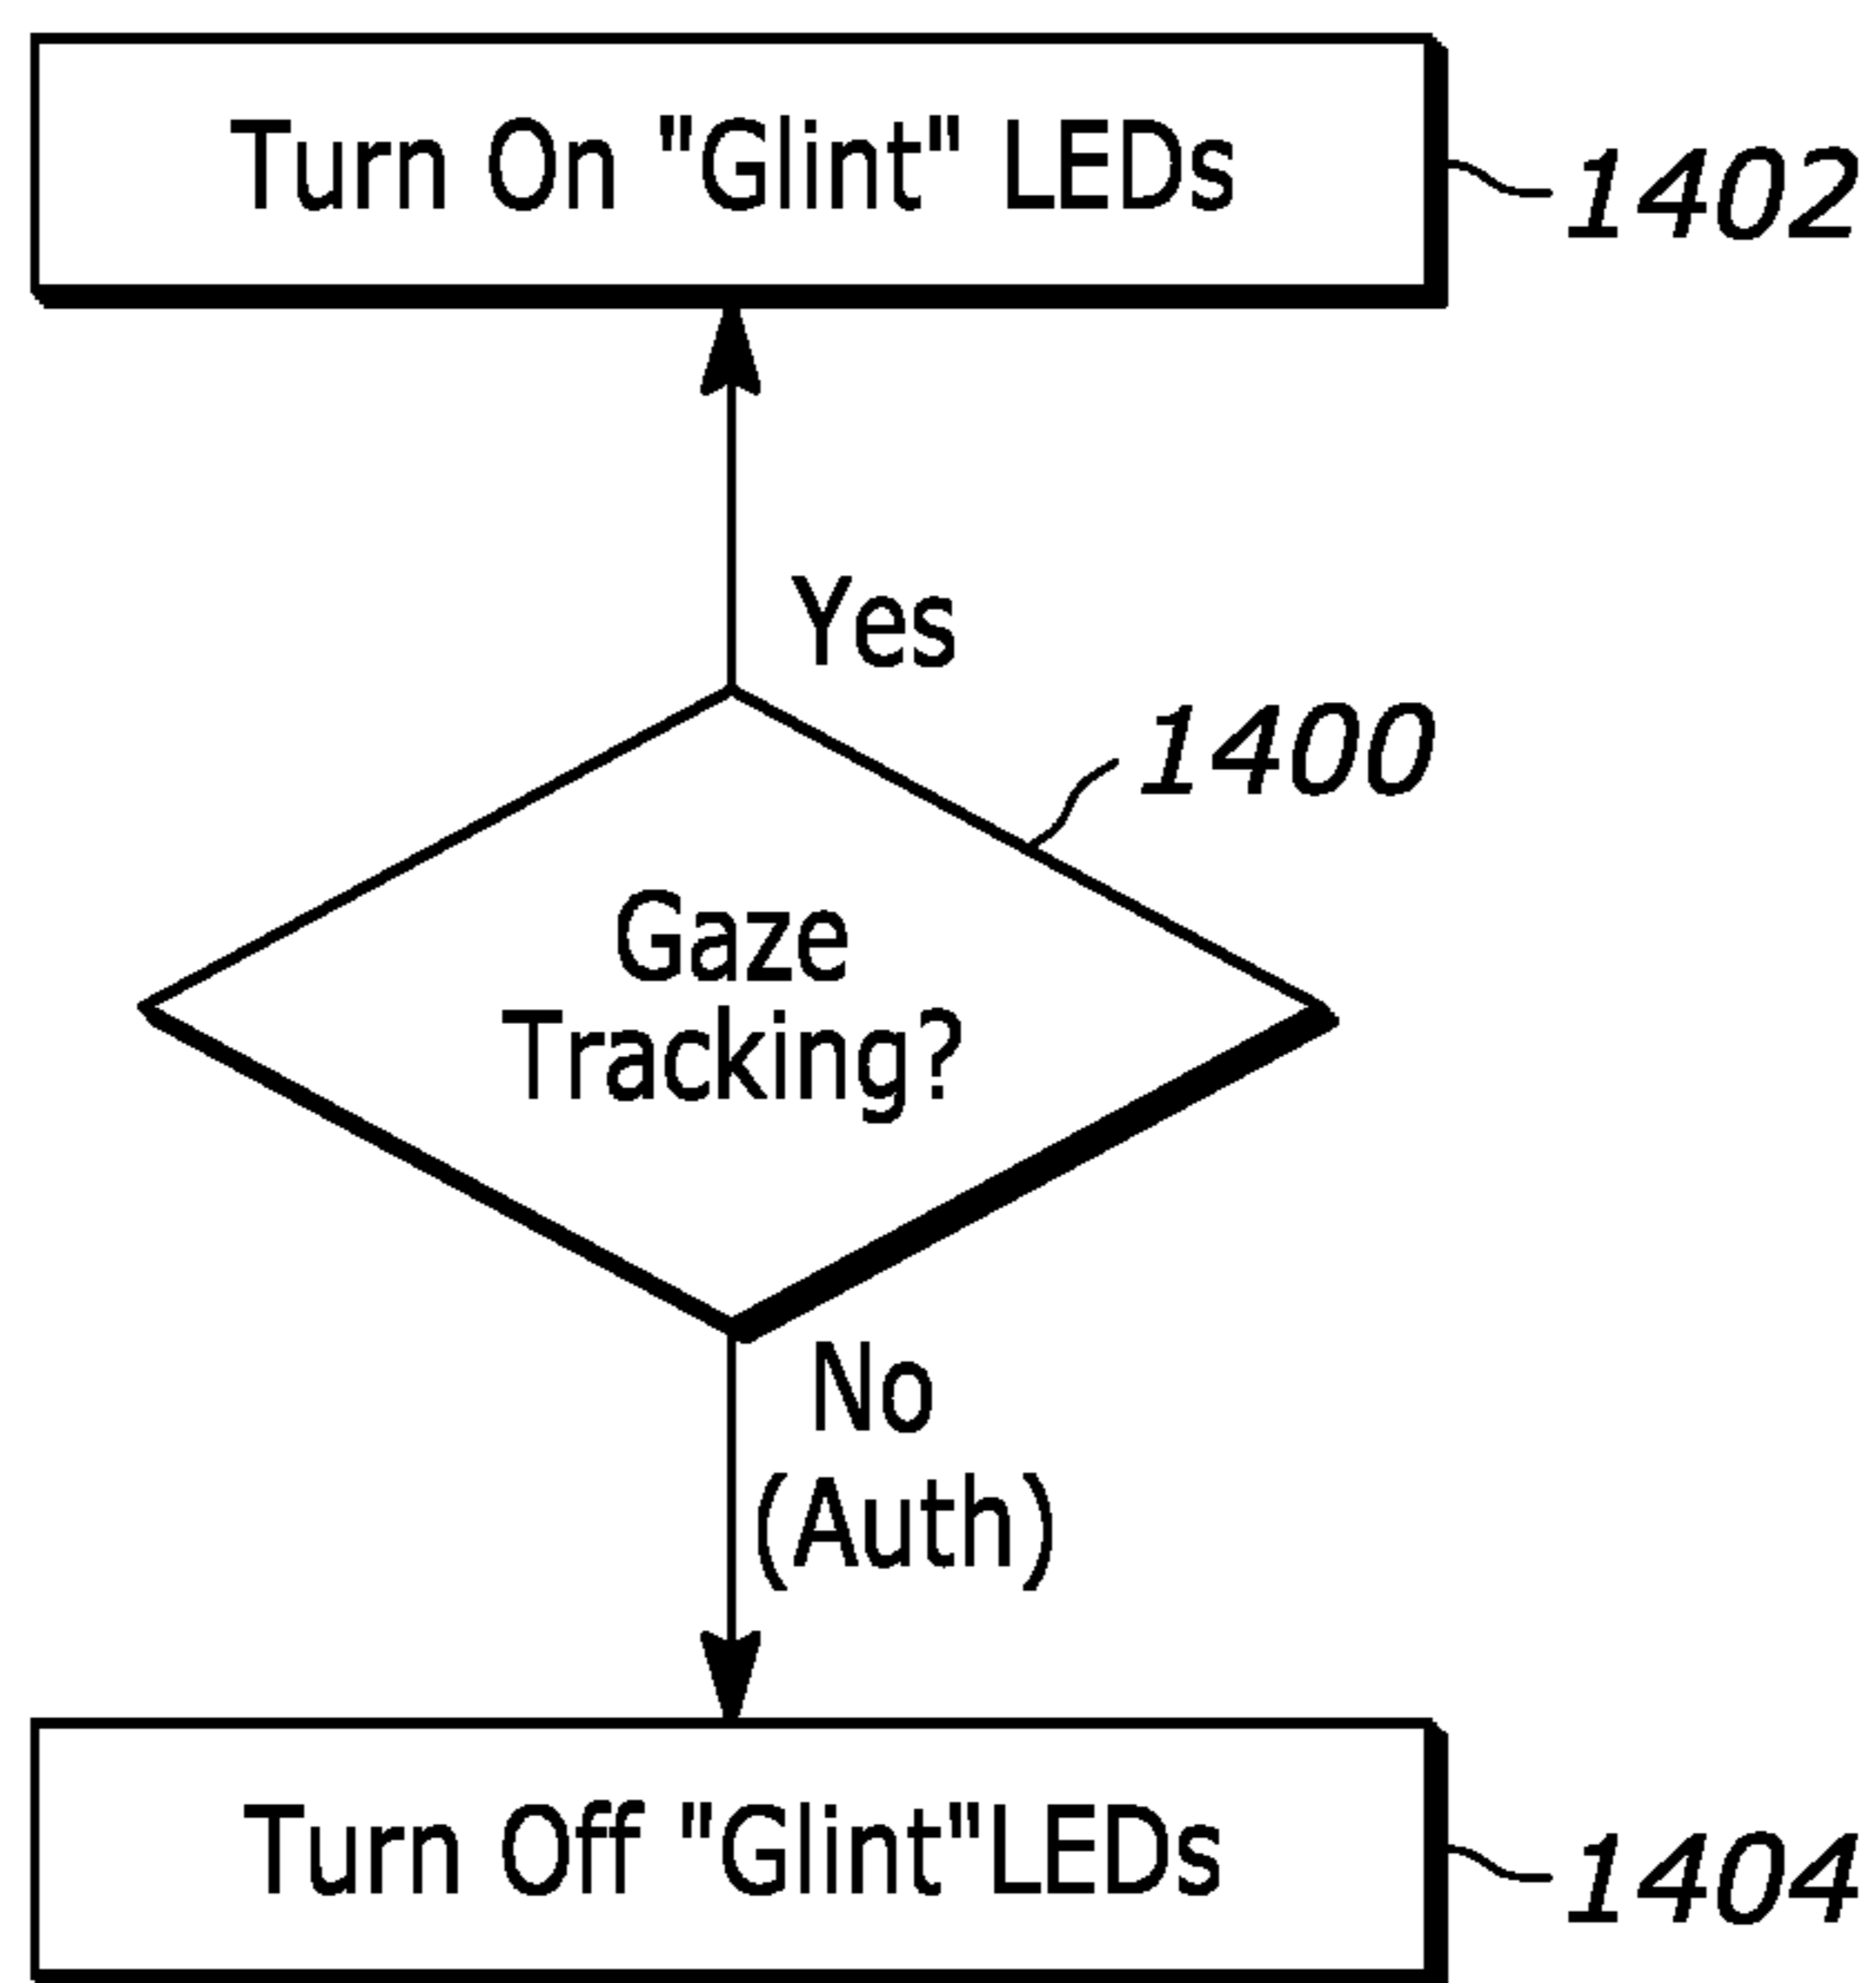 Turn On "Glint" LEDs
1402
Yes
1400
Gaze
Tracking?
No
(Auth)
Turn Off "Glint"LEDs
1404